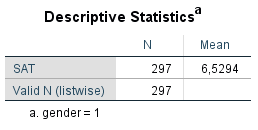 Descriptive Statisticsa
N Mean
SAT 297 6,5294
Valid N (listwise) 297
a. gender = 1